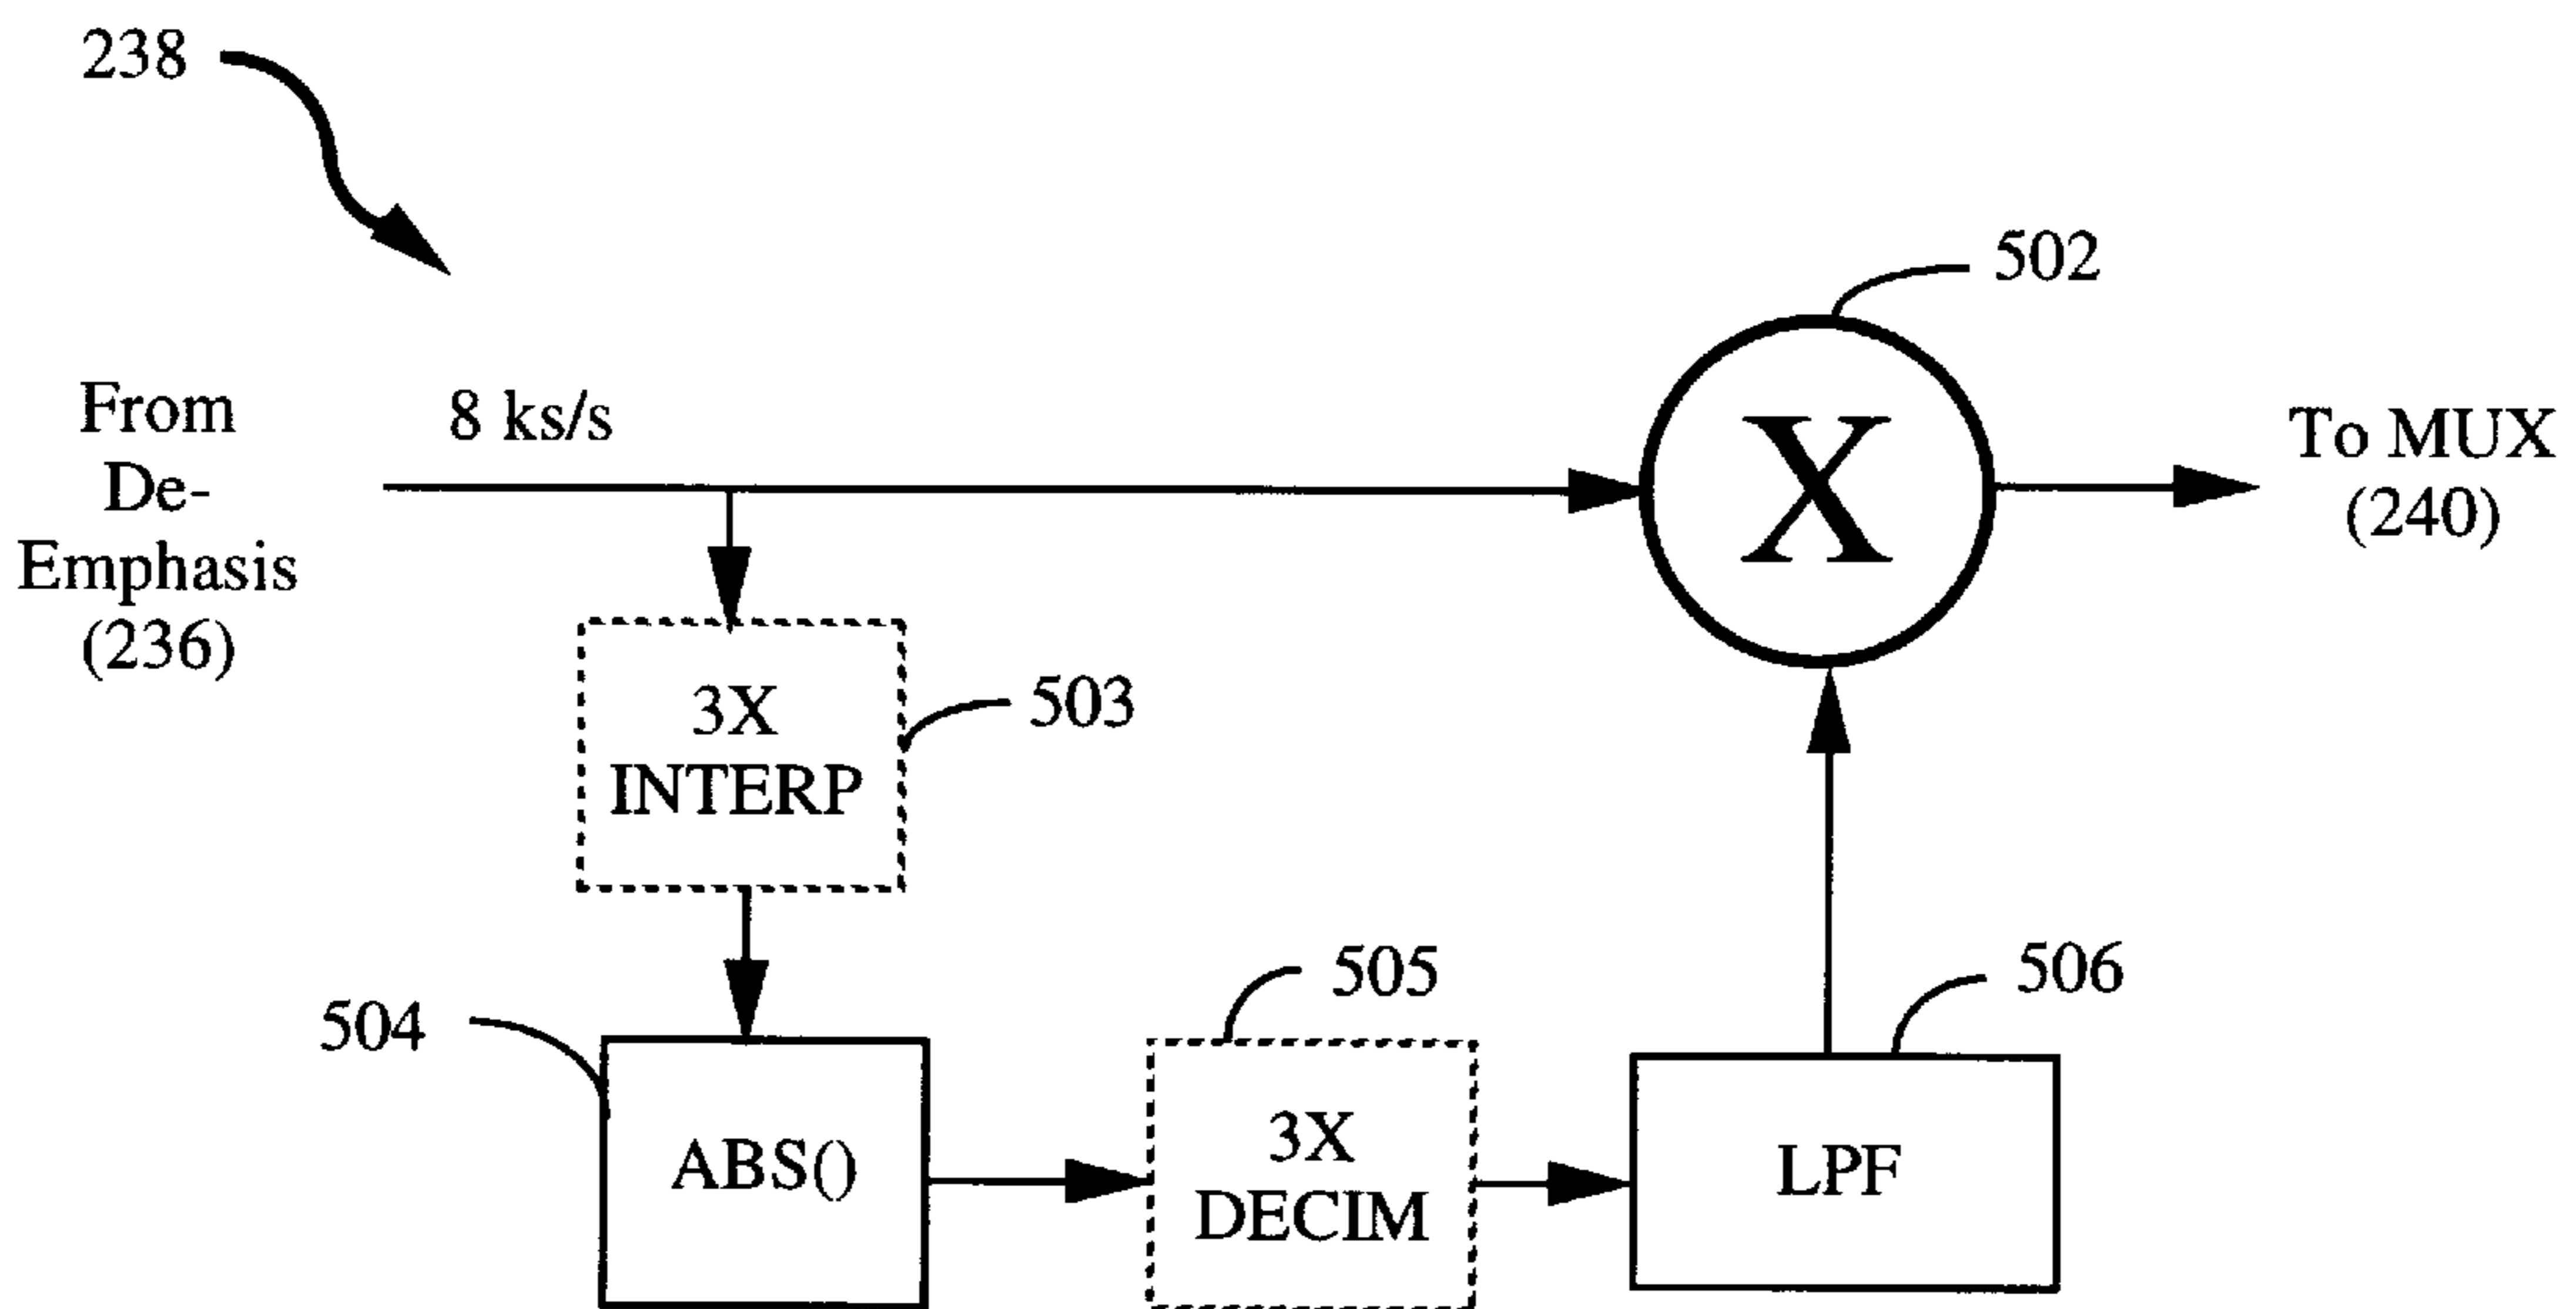 238
502
From
De-
Emphasis
(236)
8 ks/s
X
To MUX
(240)
3X
INTERP
503
504
ABS()
505
3X
DECIM
506
LPF